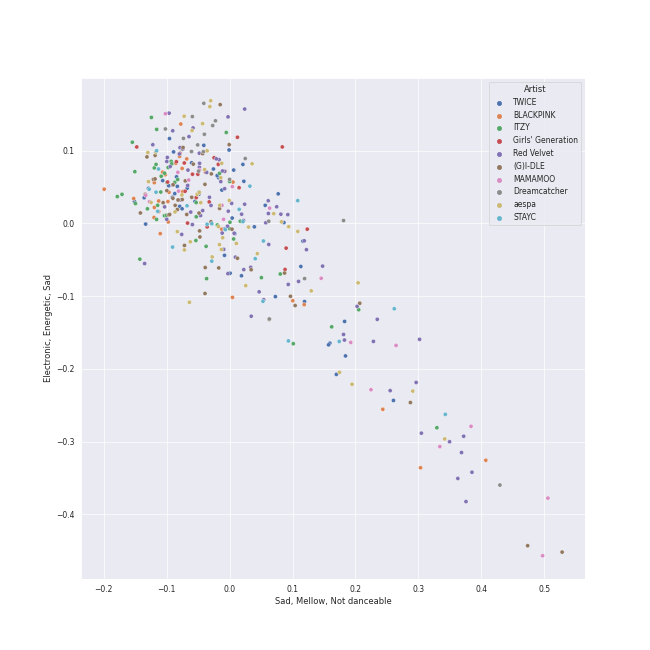 Artist
TWICE
BLACKPINK
ITZY
Girls' Generation
Red Velvet
(G)I-DLE
MAMAMOO
Dreamcatcher
aespa
STAYC
Electronic, Energetic, Sad
0.1
0.0
−0.1
−0.2
−0.3
−0.4
−0.2 −0.1 0.0 0.1 0.2 0.3 0.4 0.5
Sad, Mellow, Not danceable